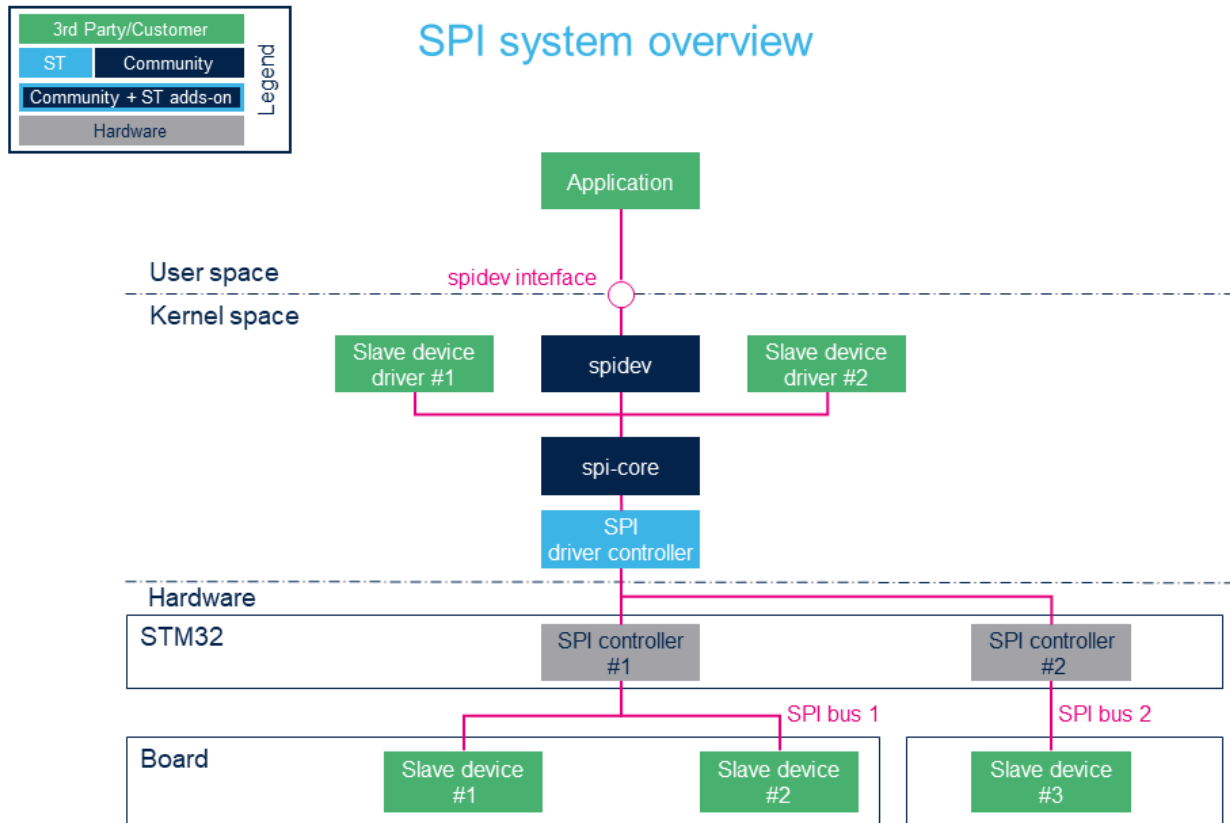 3rd Party/Customer
ST
Community
Community + ST adds-on
Hardware
Legend
SPI system overview
Application
User space
spidev interface
Kernel space
Slave device
driver #1
spidev
Slave device
driver #2
spi-core
SPI
driver controller
Hardware
STM32
SPI controller
#1
SPI controller
#2
SPI bus 1
SPI bus 2
Board
Slave device
#1
Slave device
#2
Slave device
#3